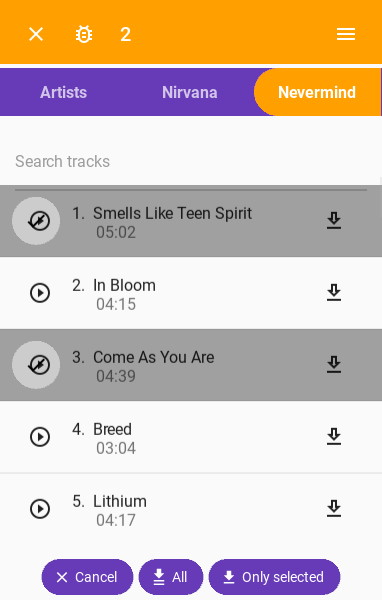 2
Artists Nirvana Nevermind
Search tracks
1. Smells Like Teen Spirit
05:02
2. In Bloom
04:15
3. Come As You Are
04:39
4. Breed
03:04
5. Lithium
04:17
Cancel All Only selected